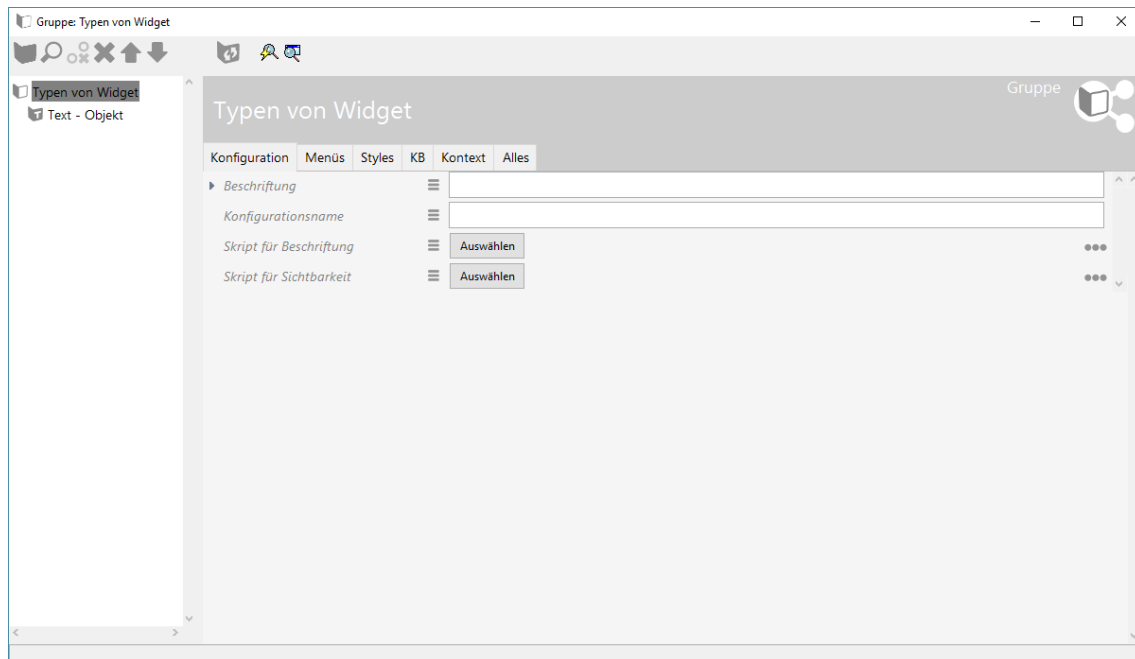 Gruppe: Typen von Widget
Typen von Widget
Text - Objekt
Gruppe
Typen von Widget
Konfiguration Menüs Styles KB Kontext Alles
Beschriftung
Konfigurationsname
Skript für Beschriftung Auswählen
Skript für Sichtbarkeit Auswählen